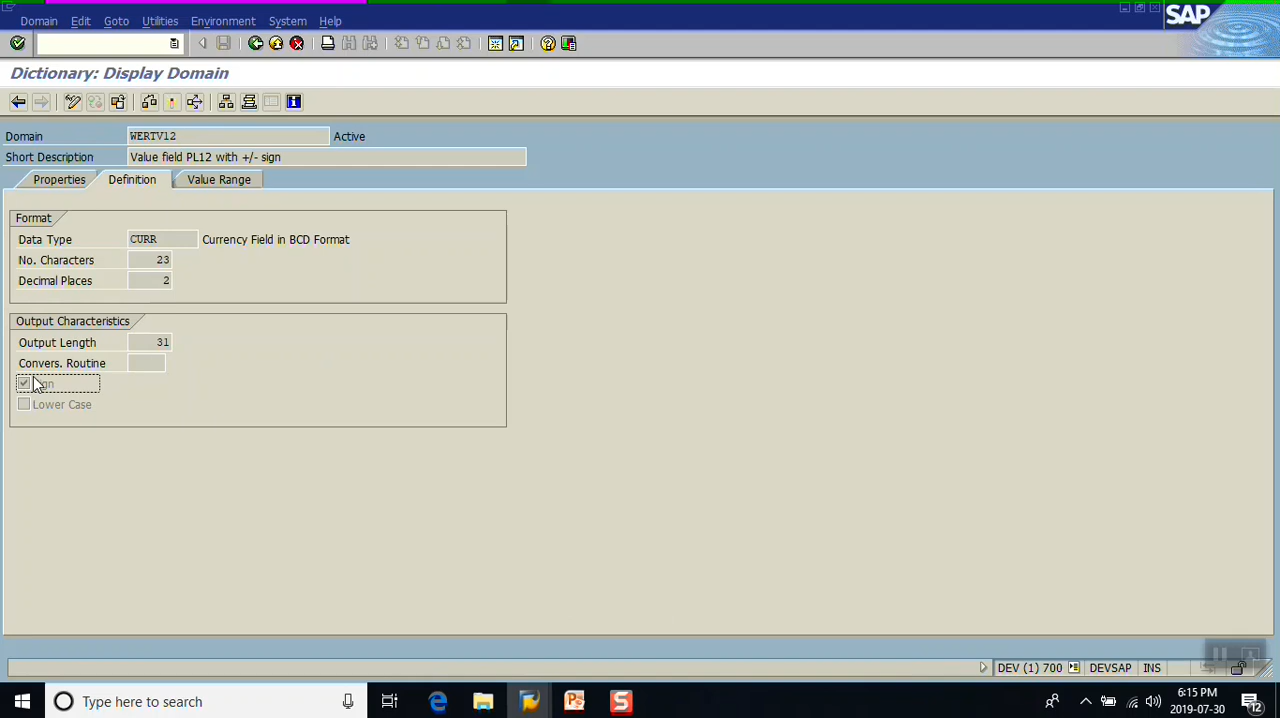 Domain Edit Goto Utilities Environment System Help
SAP
Dictionary: Display Domain
Domain WERTV12 Active
Short Description Value field PL12 with +/- sign
Properties Definition Value Range
Format
Data Type CURR Currency Field in BCD Format
No. Characters 23
Decimal Places 2
Output Characteristics
Output Length 31
Convers. Routine
Lower Case
DEV (1) 700 DEVSAP INS
Type here to search
6:15 PM
2019-07-30
12